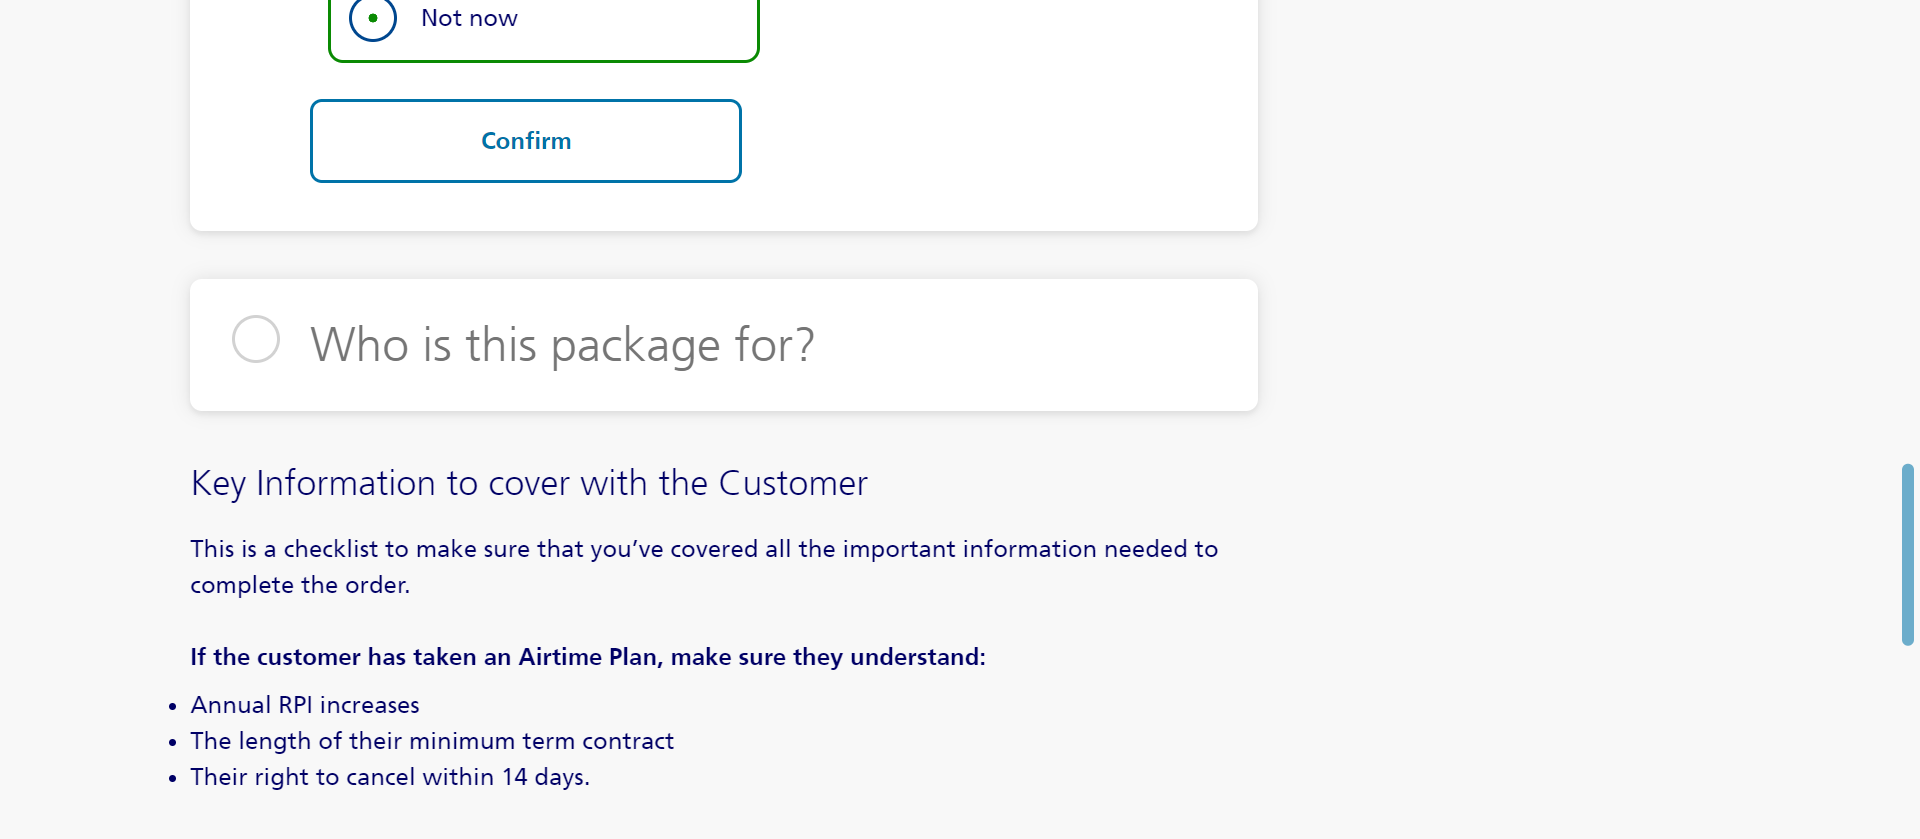 Not now
Confirm
Who is this package for?
Key Information to cover with the Customer
This is a checklist to make sure that you’ve covered all the important information needed to
complete the order.
If the customer has taken an Airtime Plan, make sure they understand:
• Annual RPI increases
• The length of their minimum term contract
• Their right to cancel within 14 days.